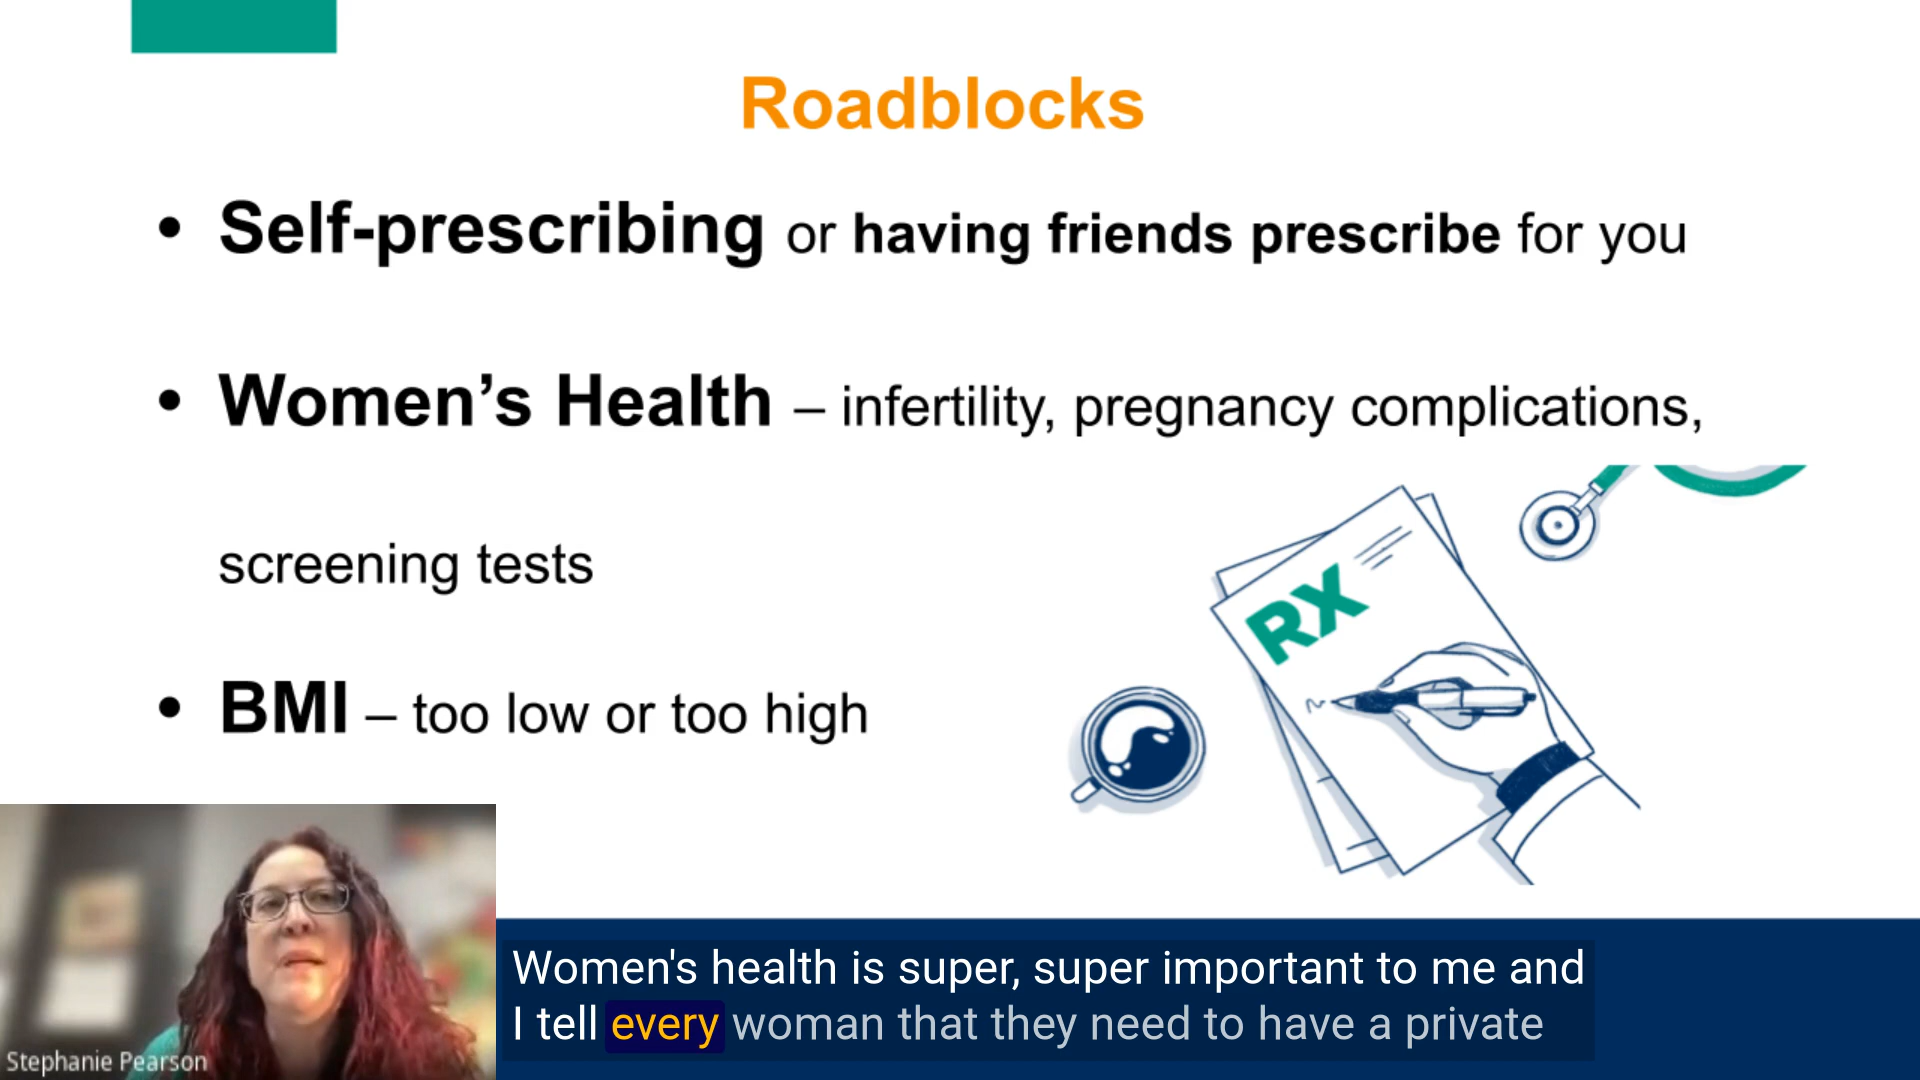 Roadblocks
• Self-prescribing or having friends prescribe for you
• Women’s Health – infertility, pregnancy complications,
screening tests
RX
• BMI – too low or too high
Women's health is super, super important to me and
I tell every woman that they need to have a private
Stephanie Pearson